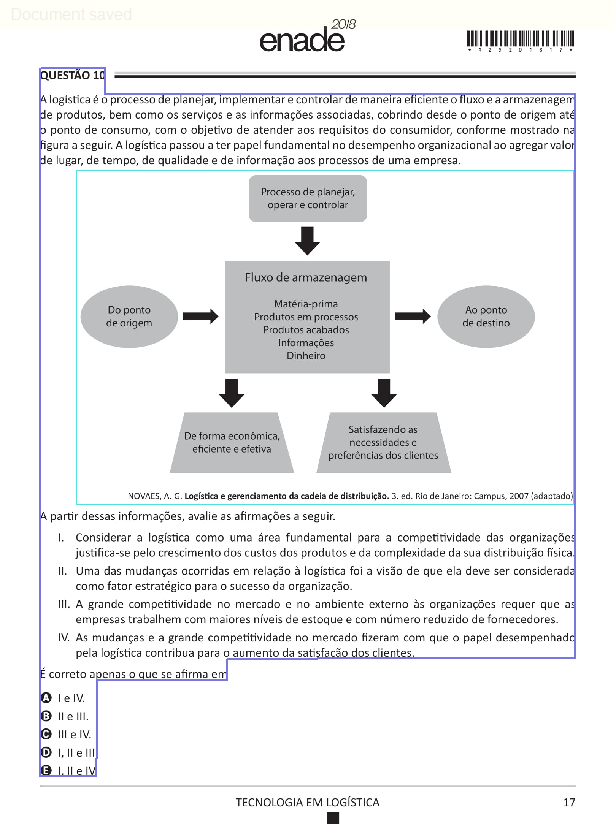 Document saved
enade 2018
*R2520181 7*
QUESTÃO 10
A logística é o processo de planejar, implementar e controlar de maneira eficiente o fluxo e a armazenagem
de produtos, bem como os serviços e as informações associadas, cobrindo desde o ponto de origem até
o ponto de consumo, com o objetivo de atender aos requisitos do consumidor, conforme mostrado na
figura a seguir. A logística passou a ter papel fundamental no desempenho organizacional ao agregar valor
de lugar, de tempo, de qualidade e de informação aos processos de uma empresa.
Processo de planejar,
operar e controlar
Fluxo de armazenagem
Matéria-prima
Produtos em processos
Produtos acabados
Informações
Dinheiro
Do ponto
de origem
Ao ponto
de destino
De forma econômica,
eficiente e efetiva
Satisfazendo as
necessidades e
preferências dos clientes
NOVAES, A. G. Logística e gerenciamento da cadeia de distribuição. 3. ed. Rio de Janeiro: Campus, 2007 (adaptado)
A partir dessas informações, avalie as afirmações a seguir.
I. Considerar a logística como uma área fundamental para a competitividade das organizações
justifica-se pelo crescimento dos custos dos produtos e da complexidade da sua distribuição física.
II. Uma das mudanças ocorridas em relação à logística foi a visão de que ela deve ser considerada
como fator estratégico para o sucesso da organização.
III. A grande competitividade no mercado e no ambiente externo às organizações requer que as
empresas trabalhem com maiores níveis de estoque e com número reduzido de fornecedores.
IV. As mudanças e a grande competitividade no mercado fizeram com que o papel desempenhado
pela logística contribua para o aumento da satisfação dos clientes.
É correto apenas o que se afirma em
A I e IV.
B II e III.
C III e IV.
D I, II e III
E I, II e IV
TECNOLOGIA EM LOGÍSTICA 17